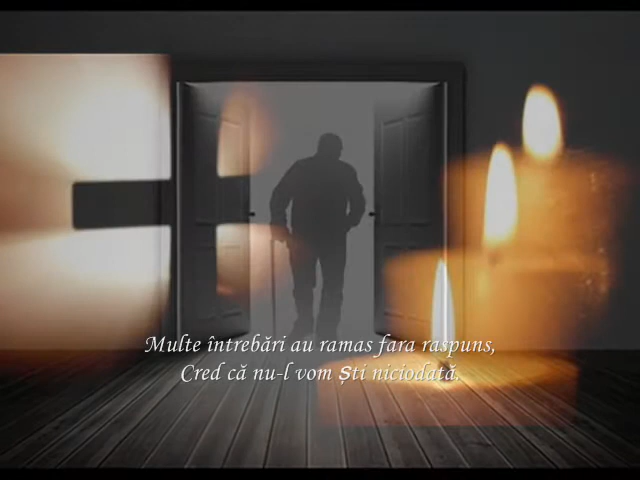 Multe întrebări au ramas fara raspuns,
Cred că nu-l vom ști niciodată.